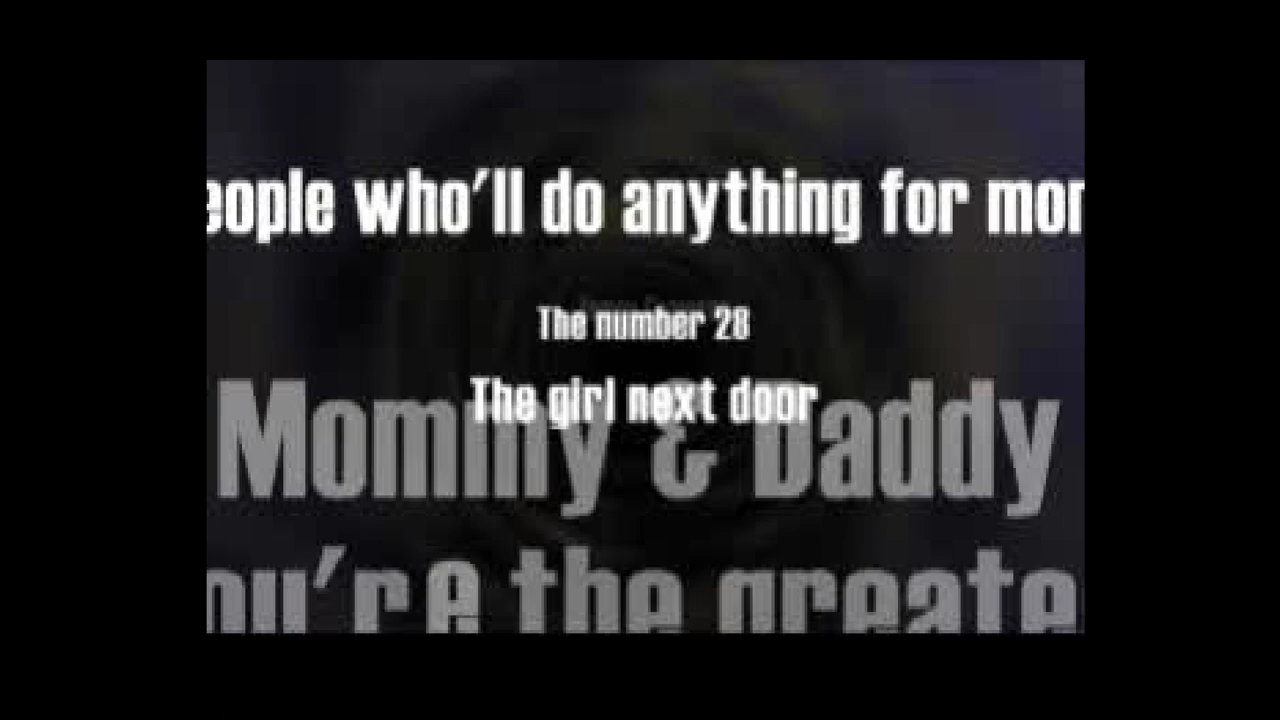 eople who'll do anything for mon
The number 28
The girl next door
Mommy & Daddy
ou're the greate